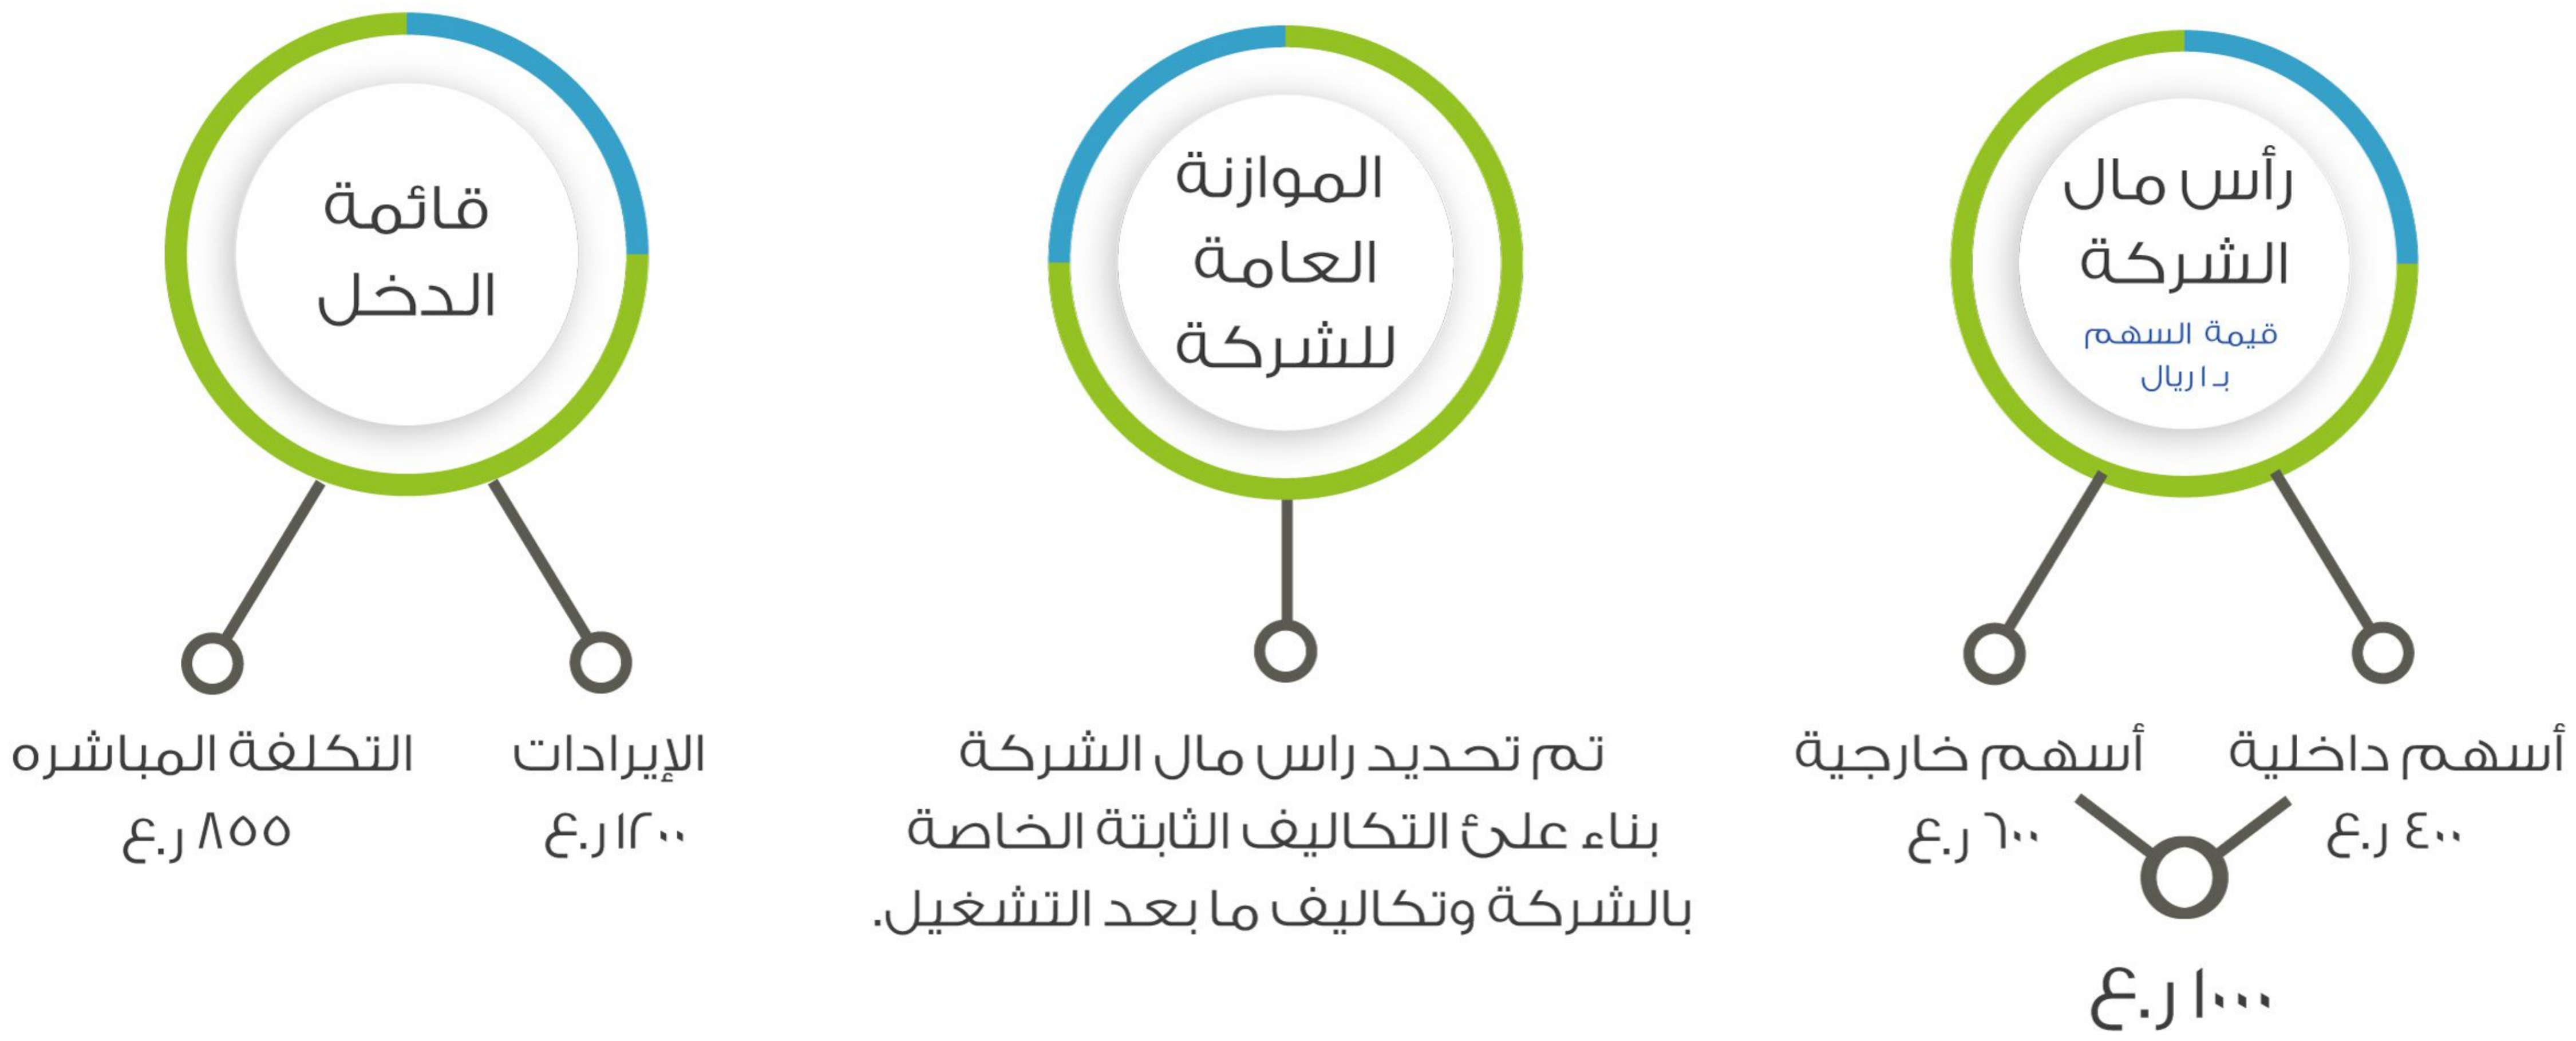 رأس مال
الشركة
قيمة السهم
بـ ١ ريال
أسهم داخلية
٤٠٠ ر.ع
أسهم خارجية
٦٠٠ ر.ع
١٠٠٠ ر.ع
الموازنة
العامة
للشركة
تم تحديد راس مال الشركة
بناء علئ التكاليف الثابتة الخاصة
بالشركة وتكاليف ما بعد التشغيل.
قائمة
الدخل
الإيرادات
١٢٠٠ ر.ع
التكلفة المباشره
٨٥٥ ر.ع